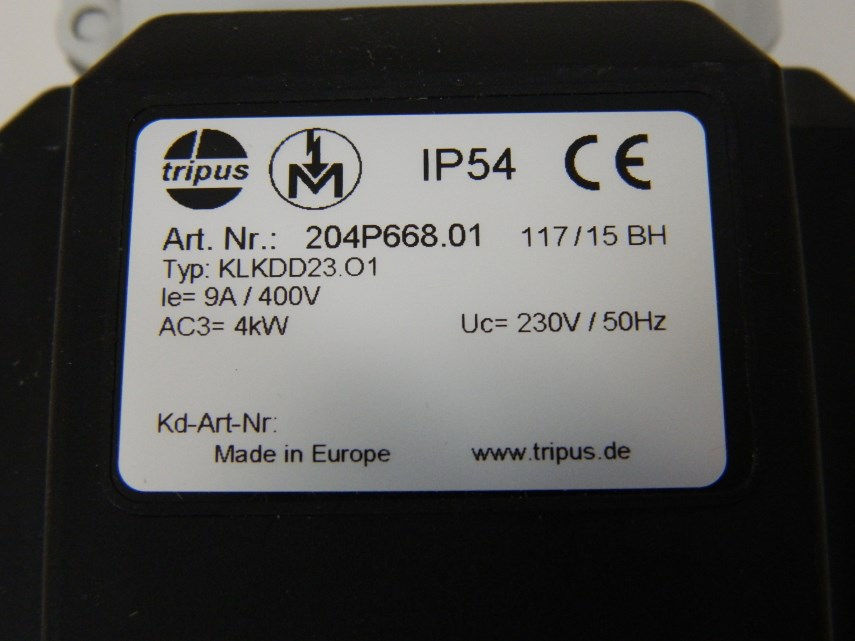 tripus M IP54 CE
Art. Nr.: 204P668.01 117/15 BH
Typ: KLKDD23.O1
Ie= 9A / 400V
AC3= 4kW Uc= 230V / 50Hz
Kd-Art-Nr:
Made in Europe www.tripus.de